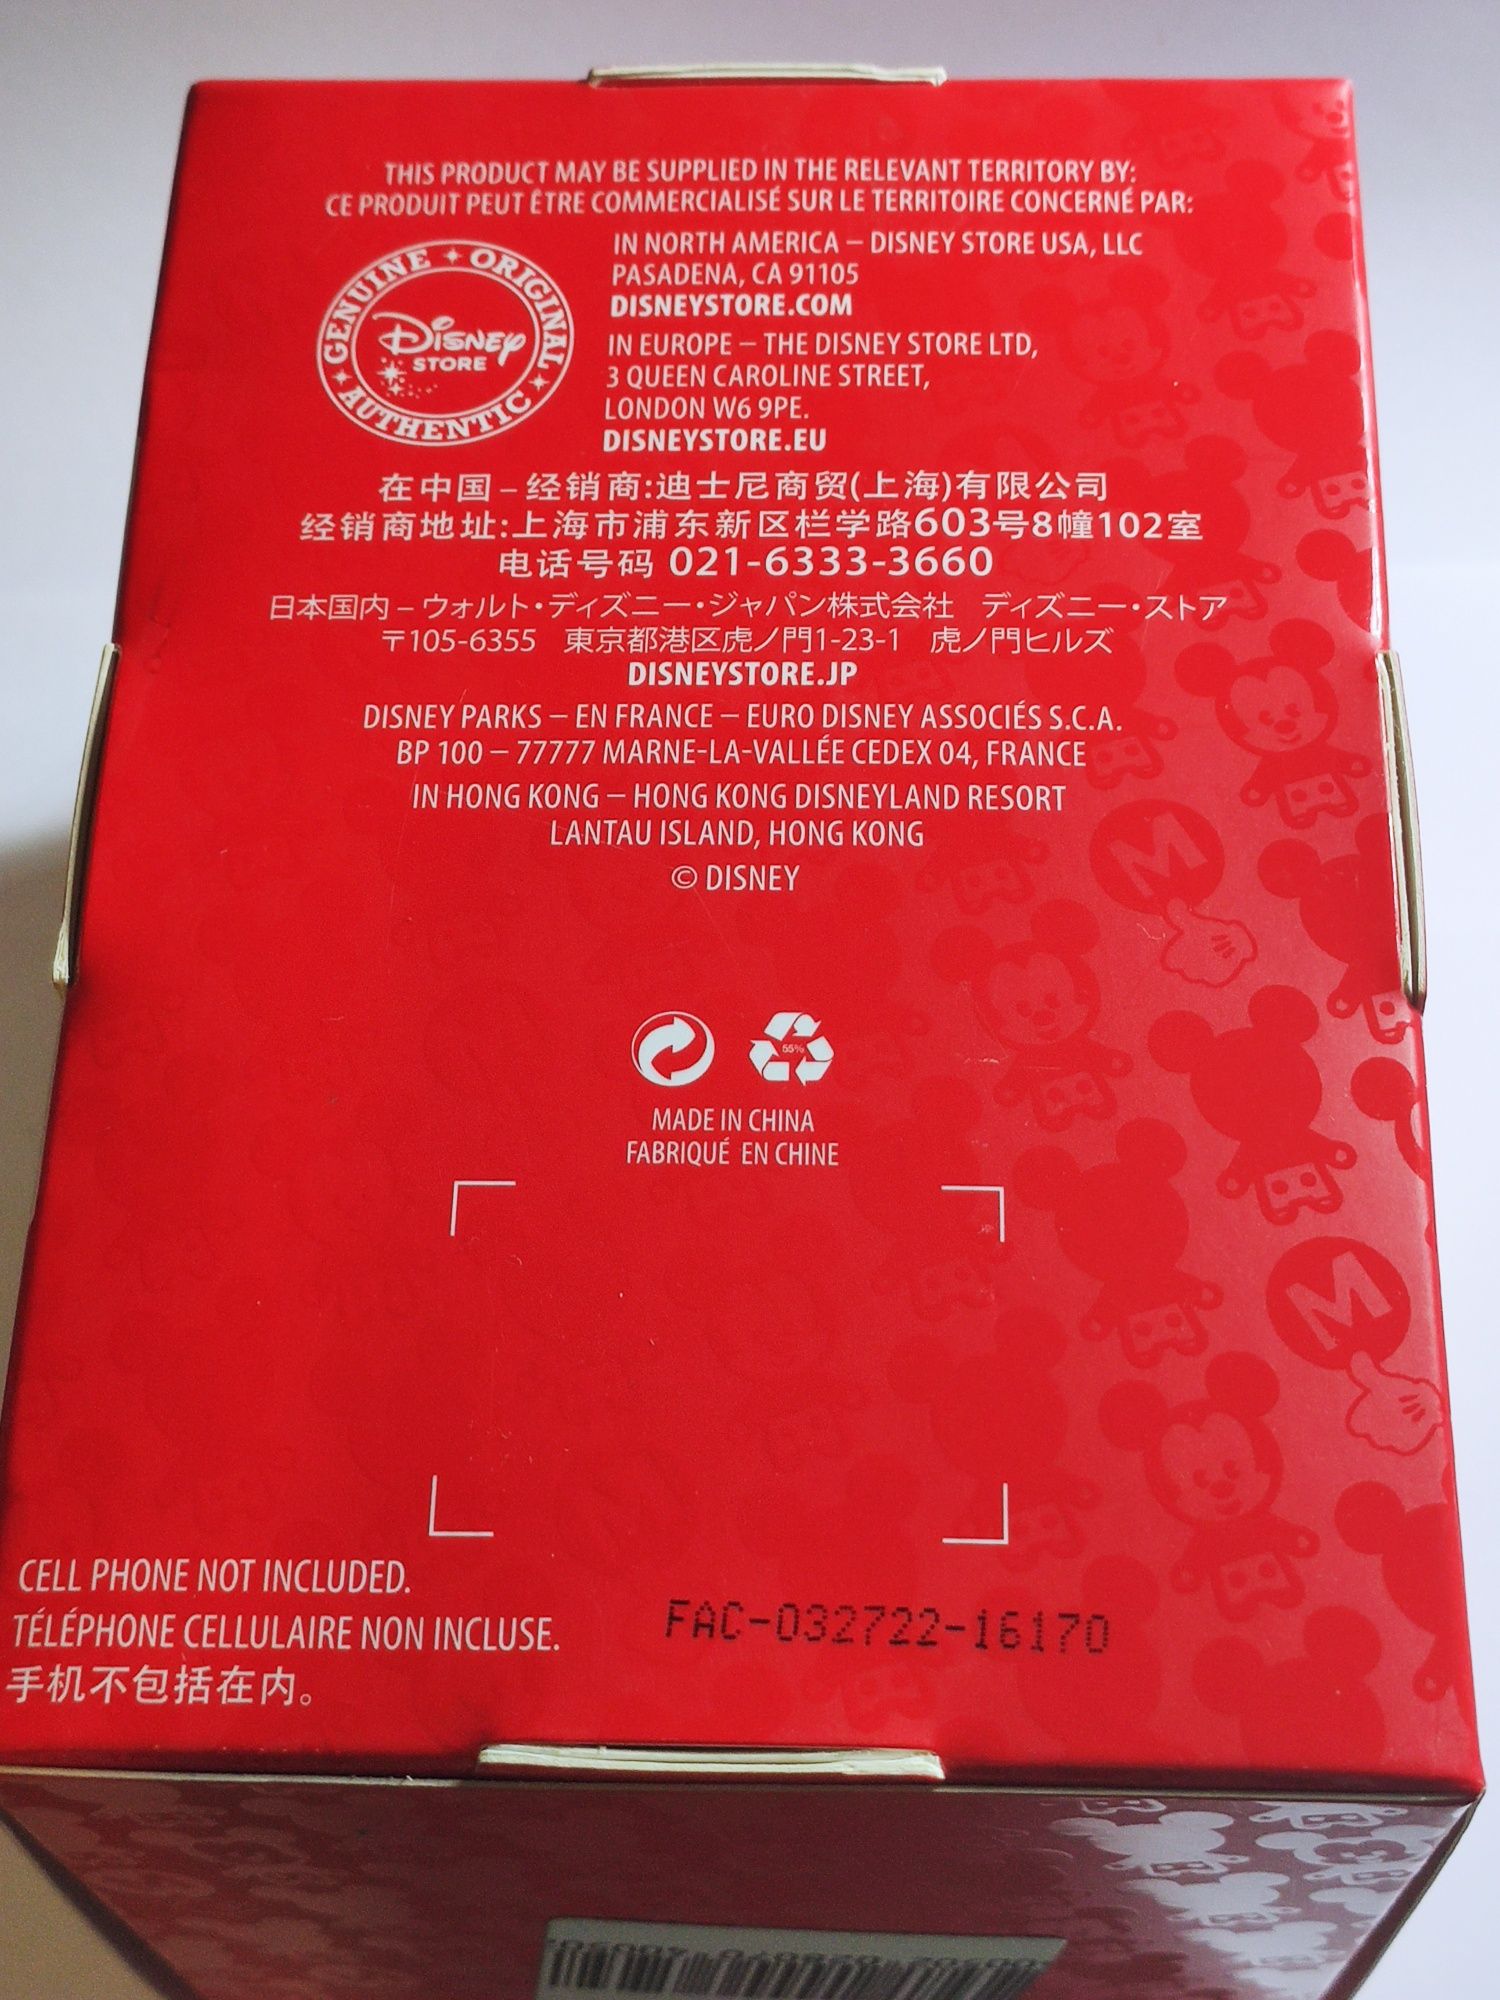 THIS PRODUCT MAY BE SUPPLIED IN THE RELEVANT TERRITORY BY:
CE PRODUIT PEUT ÊTRE COMMERCIALISÉ SUR LE TERRITOIRE CONCERNÉ PAR:
GENUINE ORIGINAL
AUTHENTIC
DISNEY
STORE
IN NORTH AMERICA – DISNEY STORE USA, LLC
PASADENA, CA 91105
DISNEYSTORE.COM
IN EUROPE – THE DISNEY STORE LTD,
3 QUEEN CAROLINE STREET,
LONDON W6 9PE.
DISNEYSTORE.EU
在中国 – 经销商:迪士尼商贸(上海)有限公司
经销商地址:上海市浦东新区栏学路603号8幢102室
电话号码 021-6333-3660
日本国内 – ウォルト・ディズニー・ジャパン株式会社 ディズニー・ストア
〒105-6355 東京都港区虎ノ門1-23-1 虎ノ門ヒルズ
DISNEYSTORE.JP
DISNEY PARKS – EN FRANCE – EURO DISNEY ASSOCIÉS S.C.A.
BP 100 – 77777 MARNE-LA-VALLÉE CEDEX 04, FRANCE
IN HONG KONG – HONG KONG DISNEYLAND RESORT
LANTAU ISLAND, HONG KONG
© DISNEY
M
55%
MADE IN CHINA
FABRIQUÉ EN CHINE
M
CELL PHONE NOT INCLUDED.
TÉLÉPHONE CELLULAIRE NON INCLUSE.
手机不包括在内。
FAC-032722-16170